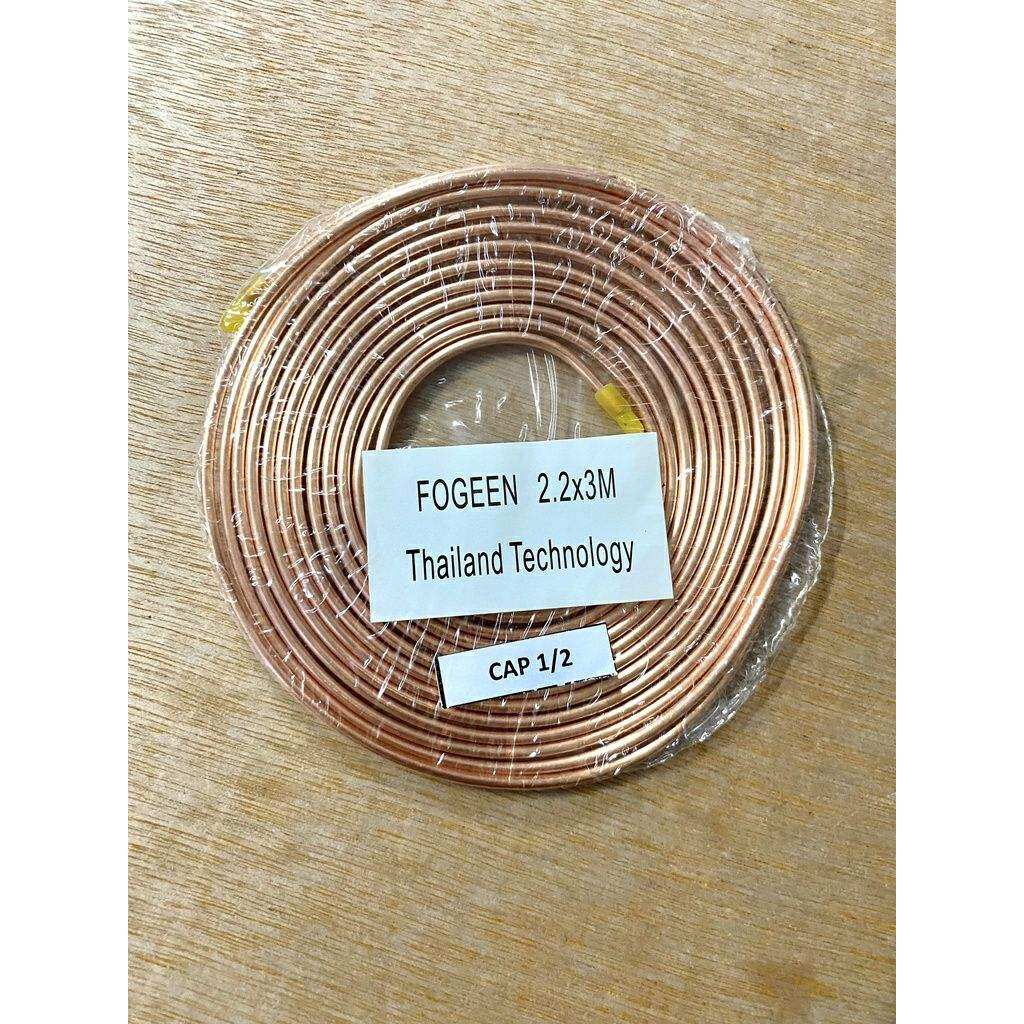 FOGEEN 2.2x3M
Thailand Technology
CAP 1/2